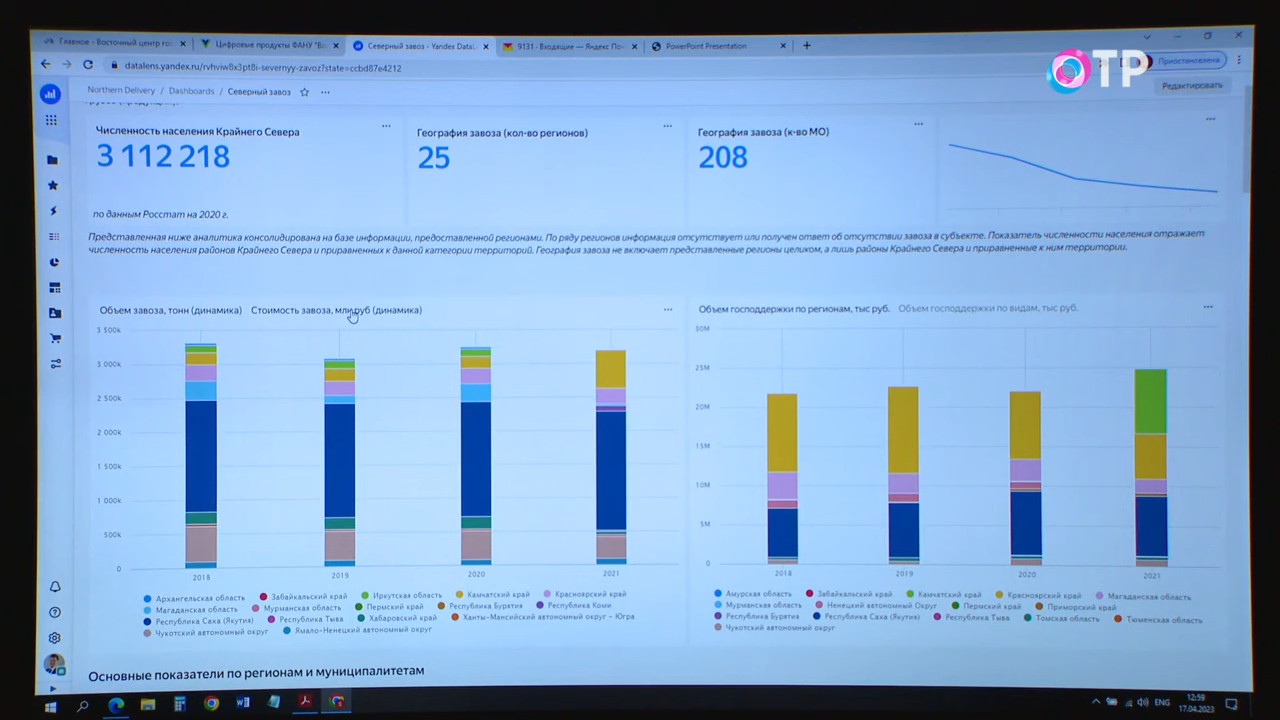 Главное - Восточный центр го
Цифровые продукты ФАНУ "Во
Северный завоз - Yandex DataL
9131 · Входящие — Яндекс По
PowerPoint Presentation
datalens.yandex.ru/rvhviw8x3pt8i-severnyy-zavoz?state=ccbd87e4212
Приостановлена
ОТР
Northern Delivery / Dashboards / Северный завоз
Редактировать
Численность населения Крайнего Севера
3 112 218
по данным Росстат на 2020 г.
География завоза (кол-во регионов)
25
География завоза (к-во МО)
208
Представленная ниже аналитика консолидирована на базе информации, предоставленной регионами. По ряду регионов информация отсутствует или получен ответ об отсутствии завоза в субъекте. Показатель численности населения отражает
численность населения районов Крайнего Севера и приравненных к данной категории территорий. География завоза не включает представленные регионы целиком, а лишь районы Крайнего Севера и приравненные к ним территории.
Объем завоза, тонн (динамика) Стоимость завоза, млн руб (динамика)
3 500k
3 000k
2 500k
2 000k
1 500k
1 000k
500k
0
2018 2019 2020 2021
Архангельская область Забайкальский край Иркутская область Камчатский край Красноярский край
Магаданская область Мурманская область Пермский край Республика Бурятия Республика Коми
Республика Саха (Якутия) Республика Тыва Хабаровский край Ханты-Мансийский автономный округ - Югра
Чукотский автономный округ Ямало-Ненецкий автономный округ
Объем господдержки по регионам, тыс руб. Объем господдержки по видам, тыс руб.
30M
25M
20M
15M
10M
5M
0
2018 2019 2020 2021
Амурская область Забайкальский край Камчатский край Красноярский край Магаданская область
Мурманская область Ненецкий автономный Округ Пермский край Приморский край
Республика Бурятия Республика Саха (Якутия) Республика Тыва Томская область Тюменская область
Чукотский автономный округ
Основные показатели по регионам и муниципалитетам
ENG
12:59
17.04.2023